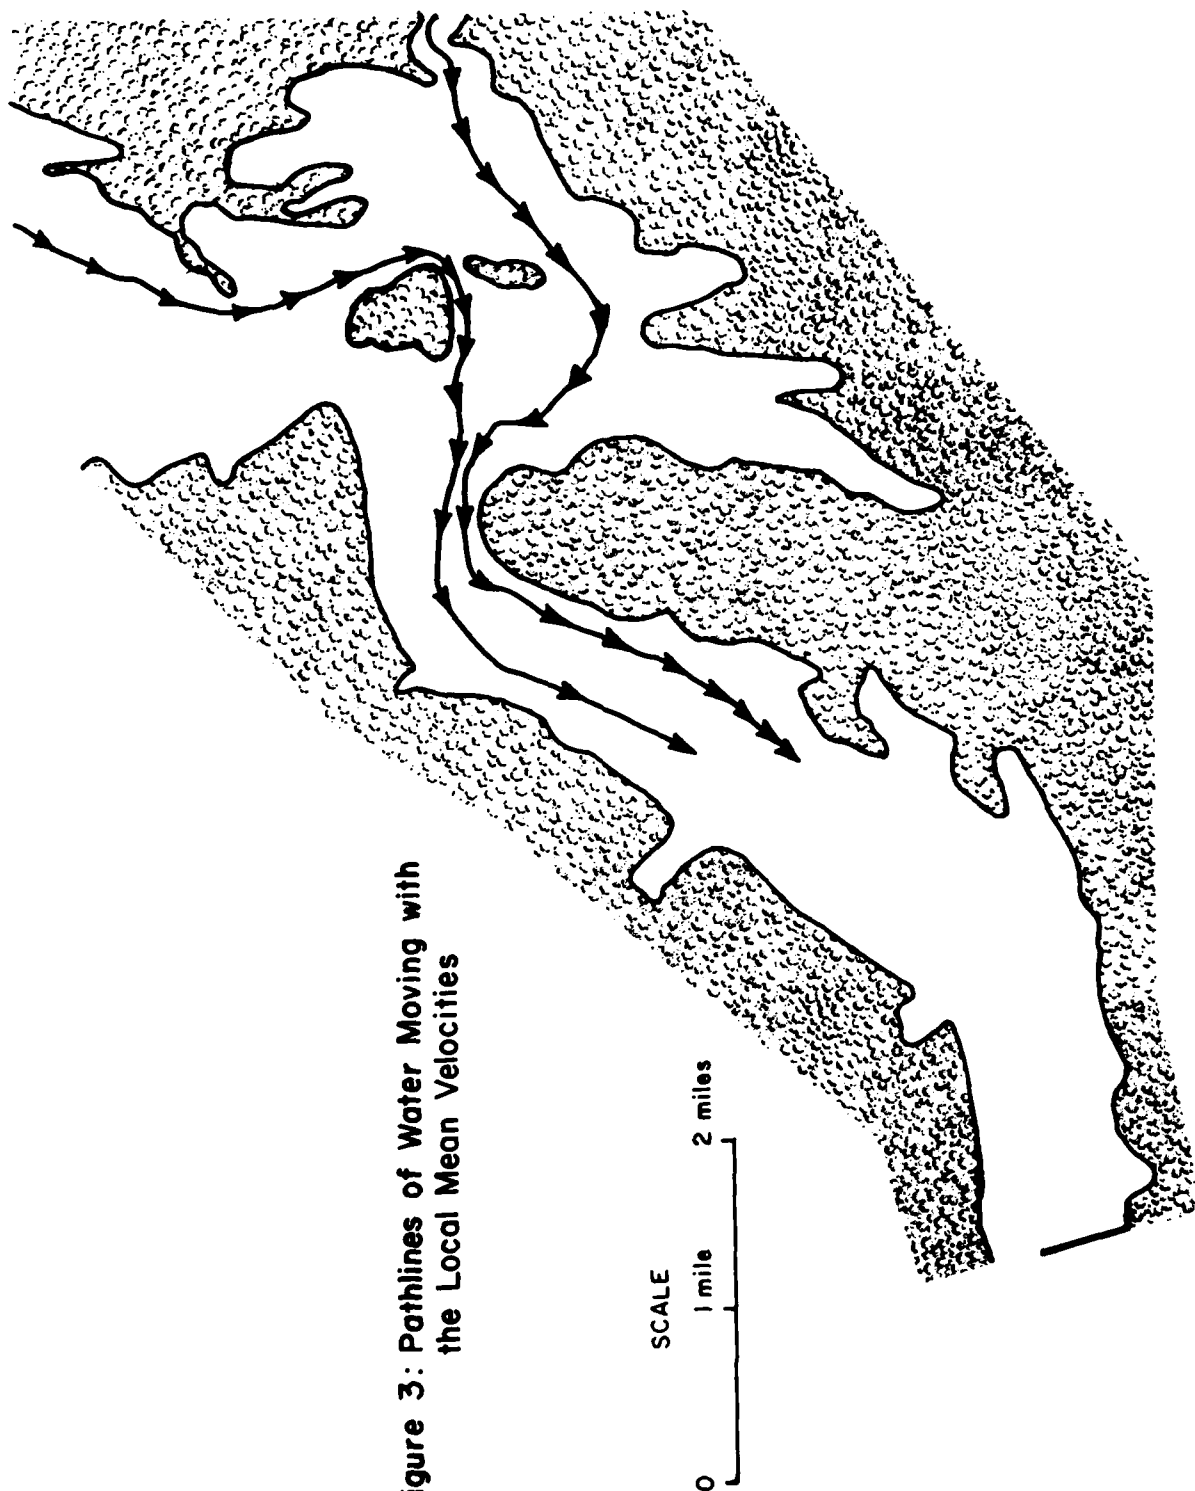 igure 3: Pathlines of Water Moving with
the Local Mean Velocities
SCALE
0 1 mile 2 miles